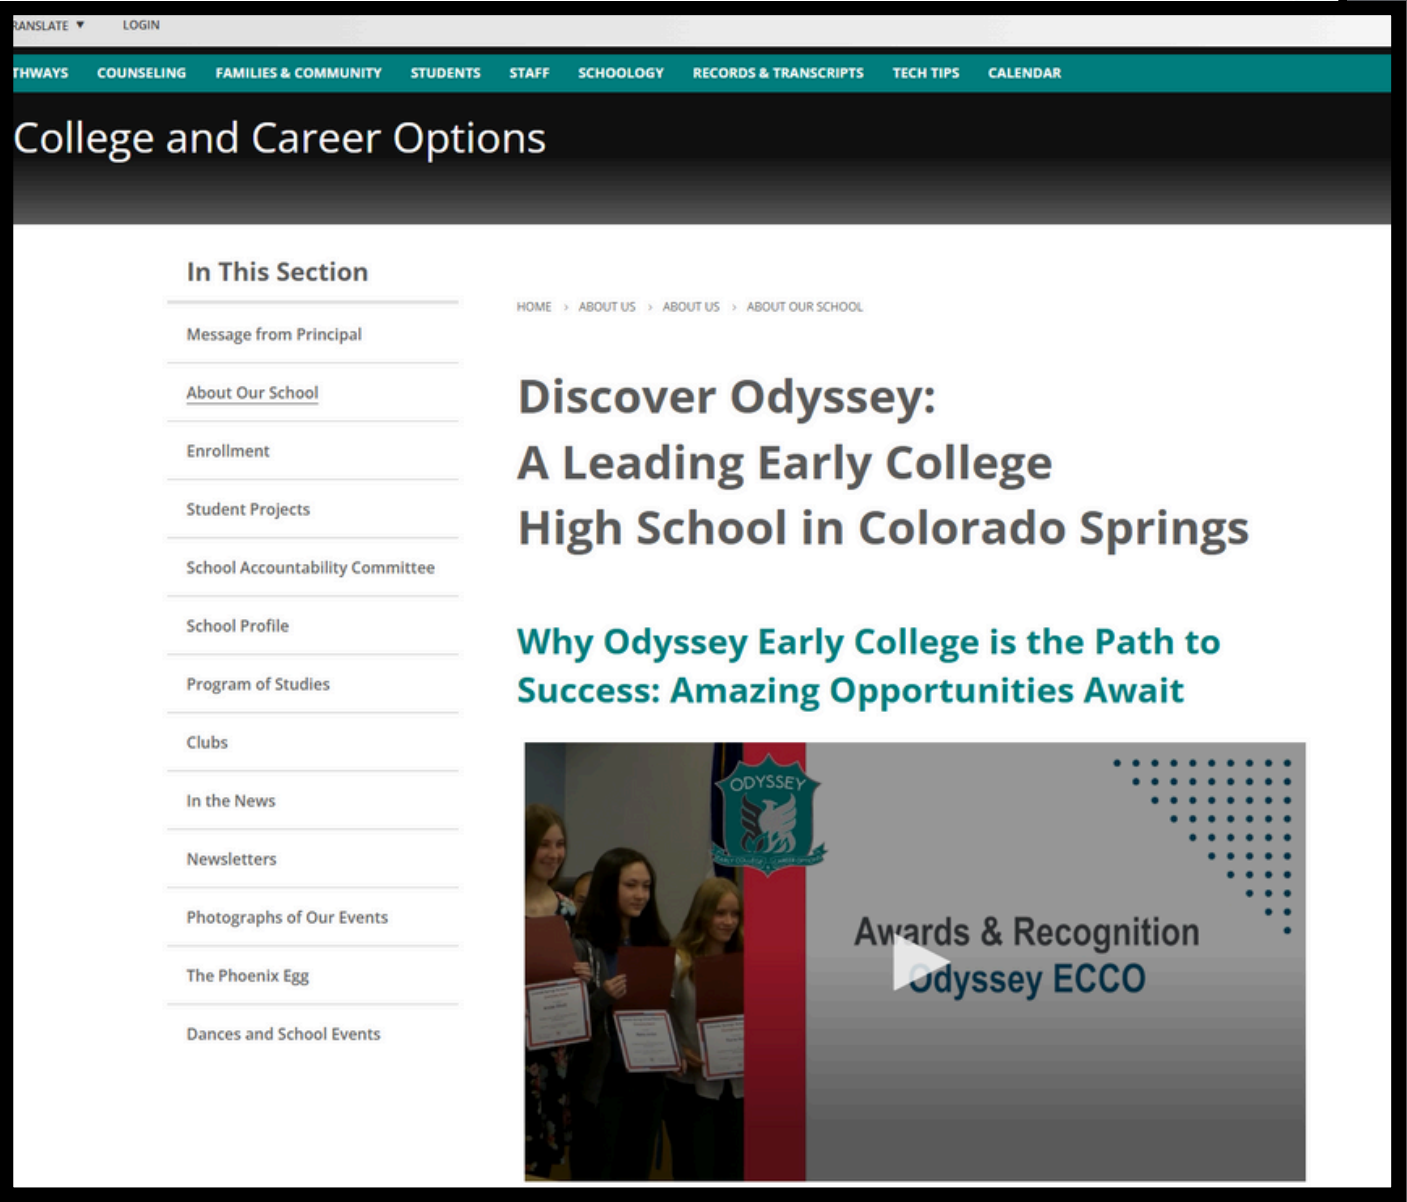 TRANSLATE ▼ LOGIN
THWAYS COUNSELING FAMILIES & COMMUNITY STUDENTS STAFF SCHOOLOGY RECORDS & TRANSCRIPTS TECH TIPS CALENDAR
College and Career Options
In This Section
Message from Principal
About Our School
Enrollment
Student Projects
School Accountability Committee
School Profile
Program of Studies
Clubs
In the News
Newsletters
Photographs of Our Events
The Phoenix Egg
Dances and School Events
HOME > ABOUT US > ABOUT US > ABOUT OUR SCHOOL
Discover Odyssey:
A Leading Early College
High School in Colorado Springs
Why Odyssey Early College is the Path to
Success: Amazing Opportunities Await
ODYSSEY
Awards & Recognition
Odyssey ECCO